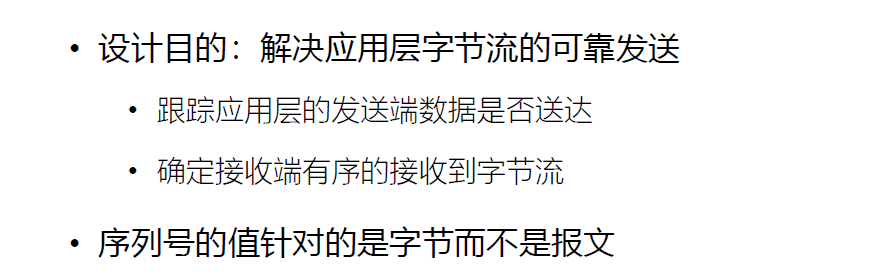 • 设计目的：解决应用层字节流的可靠发送
• 跟踪应用层的发送端数据是否送达
• 确定接收端有序的接收到字节流
• 序列号的值针对的是字节而不是报文